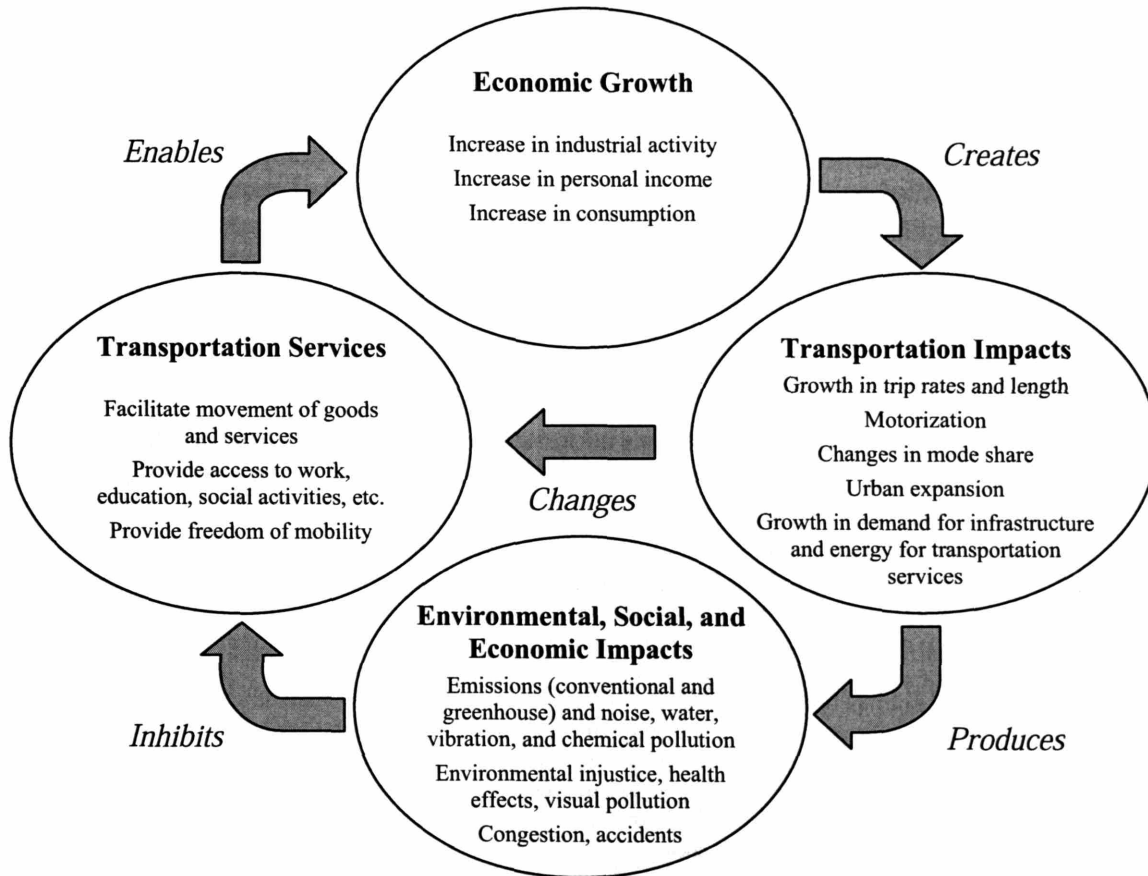 Economic Growth
Increase in industrial activity
Increase in personal income
Increase in consumption
Enables
Creates
Transportation Services
Facilitate movement of goods
and services
Provide access to work,
education, social activities, etc.
Provide freedom of mobility
Transportation Impacts
Growth in trip rates and length
Motorization
Changes in mode share
Urban expansion
Growth in demand for infrastructure
and energy for transportation
services
Changes
Environmental, Social, and
Economic Impacts
Emissions (conventional and
greenhouse) and noise, water,
vibration, and chemical pollution
Environmental injustice, health
effects, visual pollution
Congestion, accidents
Inhibits
Produces